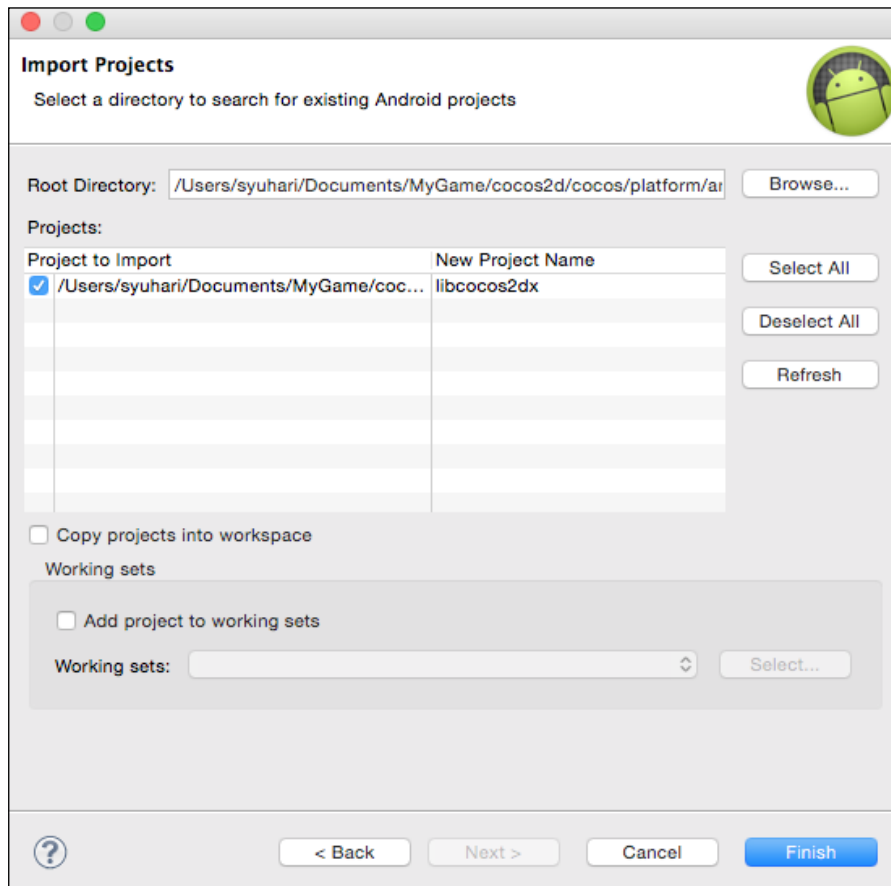 Import Projects
Select a directory to search for existing Android projects
Root Directory: /Users/syuhari/Documents/MyGame/cocos2d/cocos/platform/ar Browse...
Projects:
Project to Import New Project Name
/Users/syuhari/Documents/MyGame/coc... libcocos2dx
Select All
Deselect All
Refresh
Copy projects into workspace
Working sets
Add project to working sets
Working sets: Select...
? < Back Next > Cancel Finish